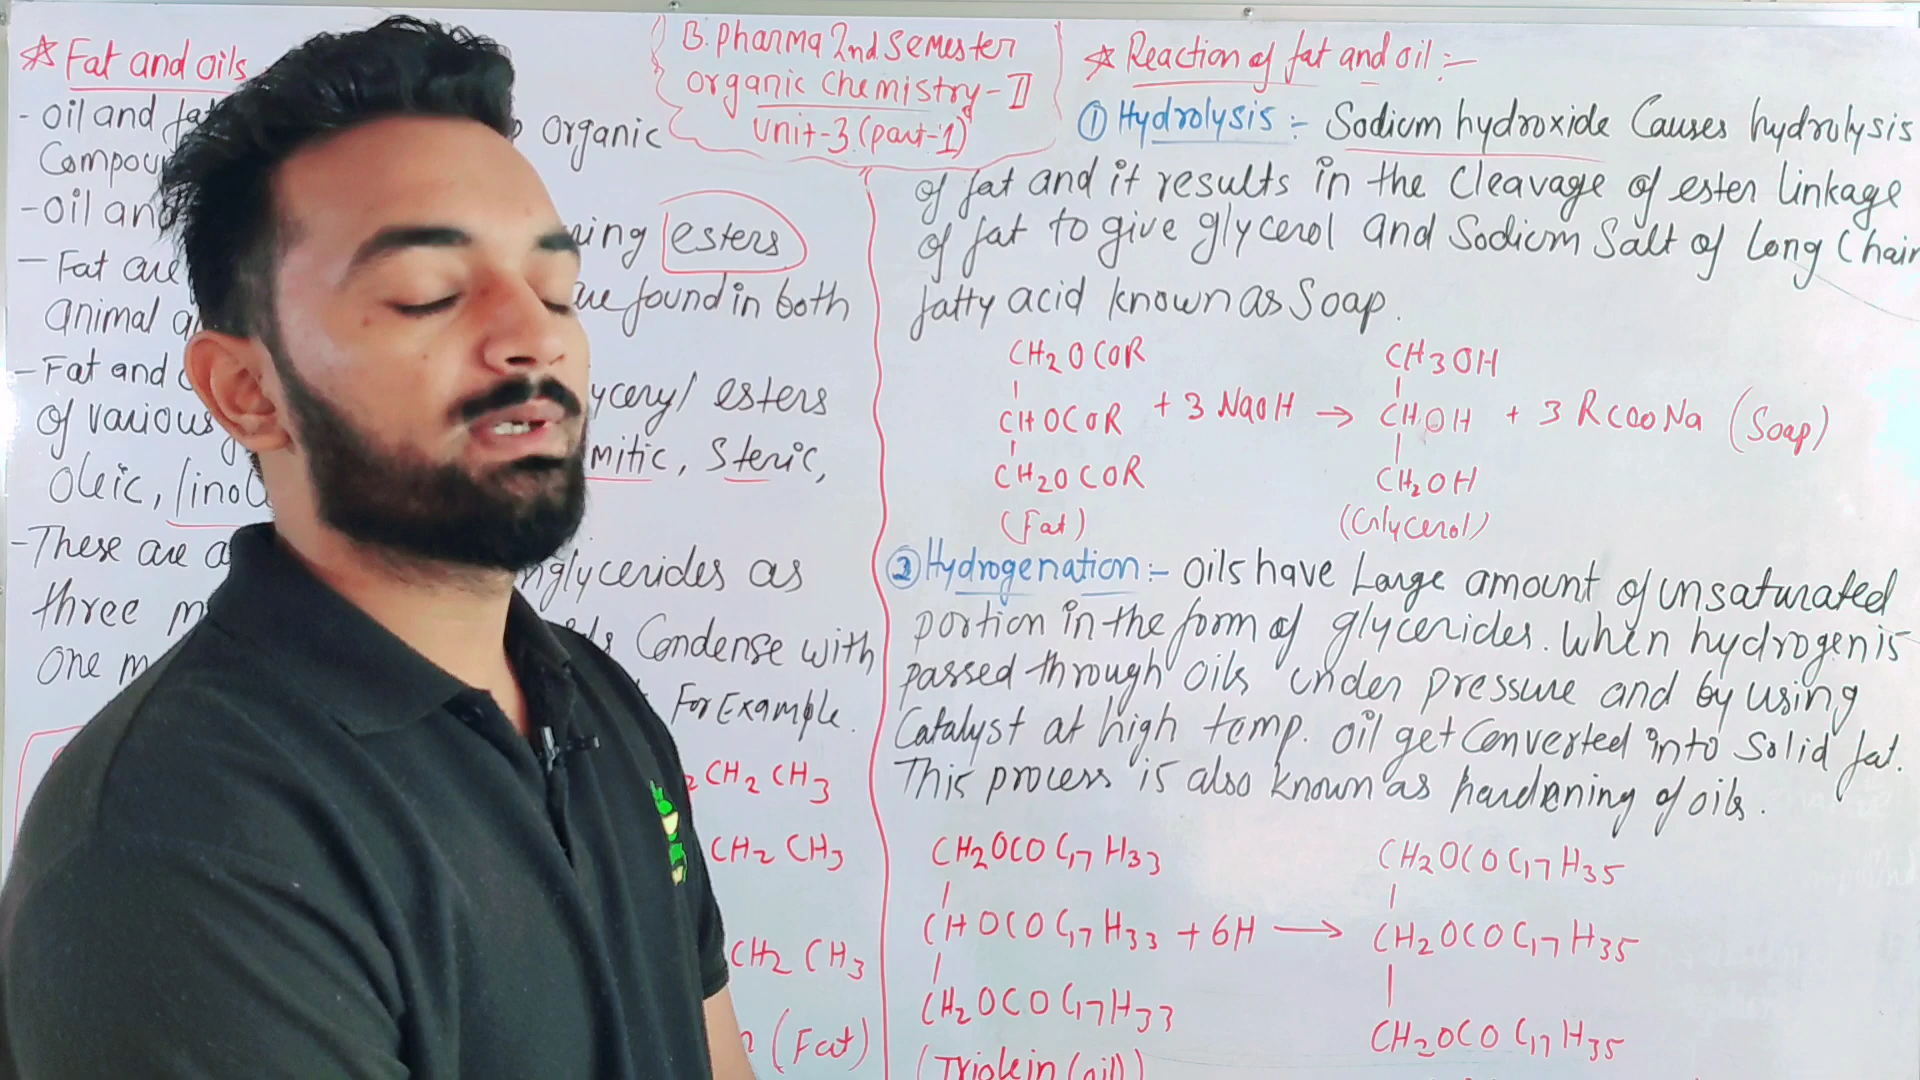 ☆ Fat and oils
- Oil and fat
organic
Compou
- Oil and
esters
- Fat are
are found in both
animal
- Fat and
esters
of various
mitic, Steric,
Oleic, linol
- These are a
glycerides as
three m
Condense with
One m
For Example.
2 CH2 CH3
CH2 CH3
CH2 CH3
(Fat)
B. Pharma 2nd Semester
Organic Chemistry-II
Unit-3 (part-1)
☆ Reaction of fat and oil :-
① Hydrolysis :- Sodium hydroxide Causes hydrolysis
of fat and it results in the Cleavage of ester linkage
of fat to give glycerol and Sodium Salt of Long Chain
fatty acid known as Soap.
CH2OCOR CH3OH
CHOCOR + 3 NaOH → CHOH + 3 RCOONa (Soap)
CH2OCOR CH2OH
(Fat) (Glycerol)
② Hydrogenation :- Oils have Large amount of unsaturated
portion in the form of glycerides. When hydrogen is
passed through oils under pressure and by using
Catalyst at high temp. oil get Converted into Solid fat.
This process is also known as hardening of oils.
CH2OCOC17H33 CH2OCOC17H35
CHOCOC17H33 + 6H → CH2OCOC17H35
CH2OCOC17H33 CH2OCOC17H35
(Triolein (oil))